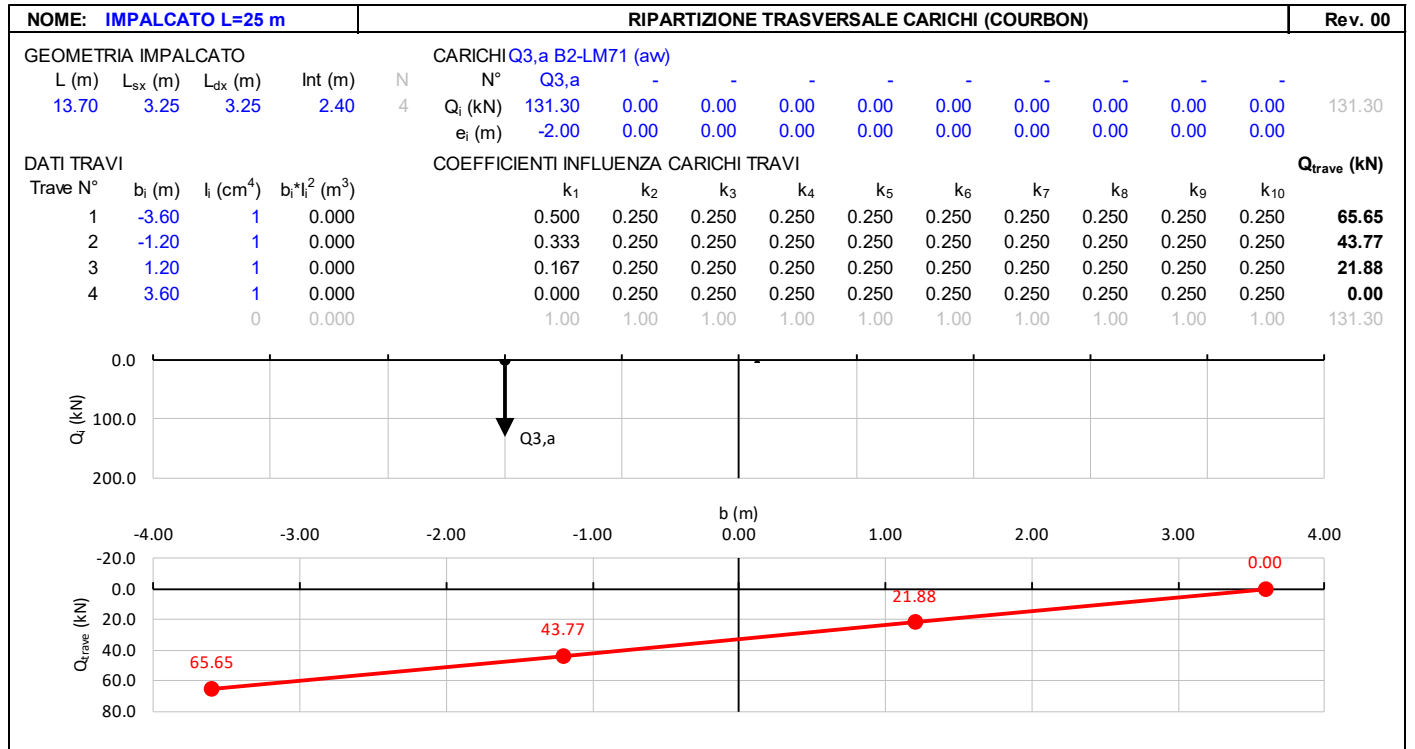 NOME: IMPALCATO L=25 m RIPARTIZIONE TRASVERSALE CARICHI (COURBON) Rev. 00
GEOMETRIA IMPALCATO CARICHI Q3,a B2-LM71 (aw)
L (m) Lsx (m) Ldx (m) Int (m) N N° Q3,a - - - - - - - - -
13.70 3.25 3.25 2.40 4 Qi (kN) 131.30 0.00 0.00 0.00 0.00 0.00 0.00 0.00 0.00 0.00 131.30
ei (m) -2.00 0.00 0.00 0.00 0.00 0.00 0.00 0.00 0.00 0.00
DATI TRAVI COEFFICIENTI INFLUENZA CARICHI TRAVI Qtrave (kN)
Trave N° bi (m) Ii (cm4) bi*Ii2 (m3) k1 k2 k3 k4 k5 k6 k7 k8 k9 k10
1 -3.60 1 0.000 0.500 0.250 0.250 0.250 0.250 0.250 0.250 0.250 0.250 0.250 65.65
2 -1.20 1 0.000 0.333 0.250 0.250 0.250 0.250 0.250 0.250 0.250 0.250 0.250 43.77
3 1.20 1 0.000 0.167 0.250 0.250 0.250 0.250 0.250 0.250 0.250 0.250 0.250 21.88
4 3.60 1 0.000 0.000 0.250 0.250 0.250 0.250 0.250 0.250 0.250 0.250 0.250 0.00
0 0.000 1.00 1.00 1.00 1.00 1.00 1.00 1.00 1.00 1.00 1.00 131.30
0.0
-
Qi (kN)
100.0
Q3,a
200.0
b (m)
-4.00 -3.00 -2.00 -1.00 0.00 1.00 2.00 3.00 4.00
-20.0
0.00
0.0
Qtrave (kN)
21.88
20.0
43.77
40.0
65.65
60.0
80.0